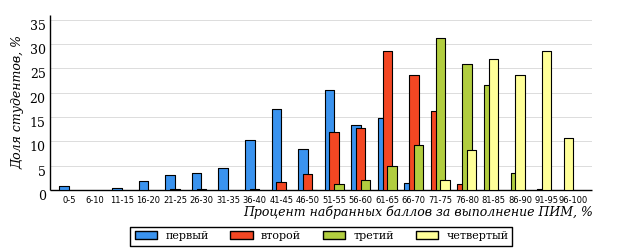 Доля студентов, %
35
30
25
20
15
10
5
0
0-5 6-10 11-15 16-20 21-25 26-30 31-35 36-40 41-45 46-50 51-55 56-60 61-65 66-70 71-75 76-80 81-85 86-90 91-95 96-100
Процент набранных баллов за выполнение ПИМ, %
первый второй третий четвертый